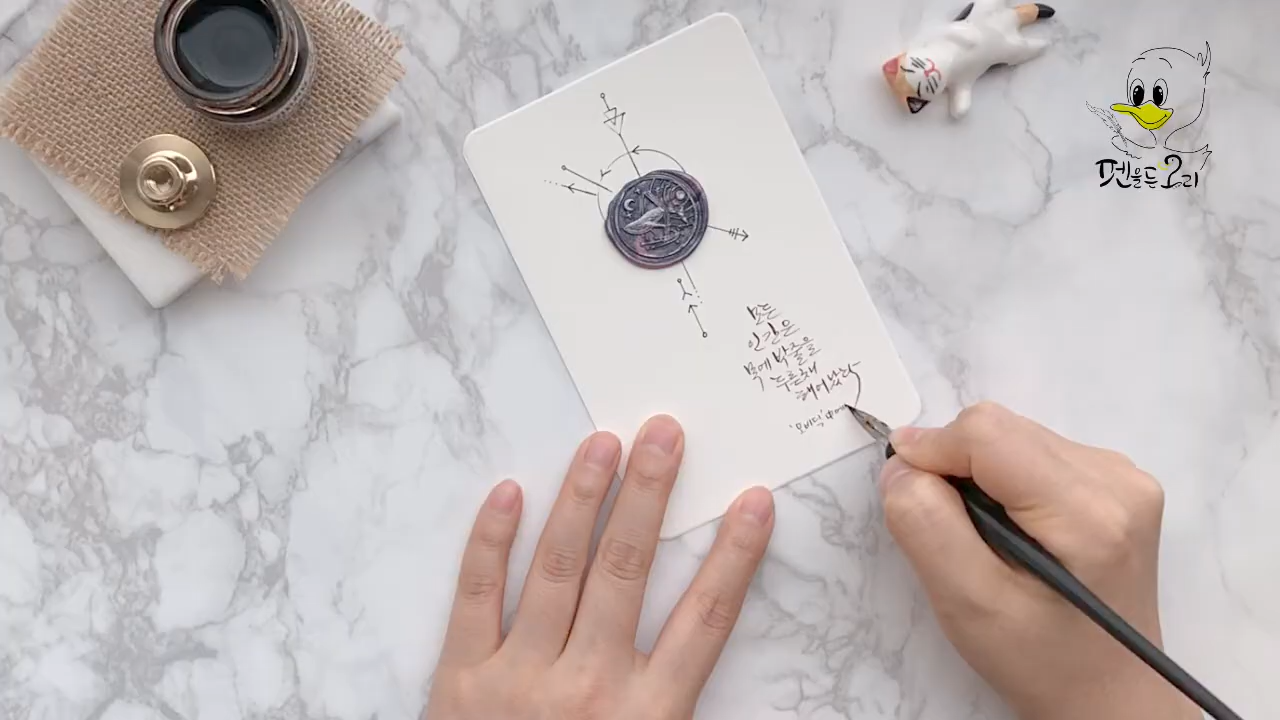 모든
인간은
목에 밧줄을
두른채
태어났다
'모비딕' 中에
펜을든오리